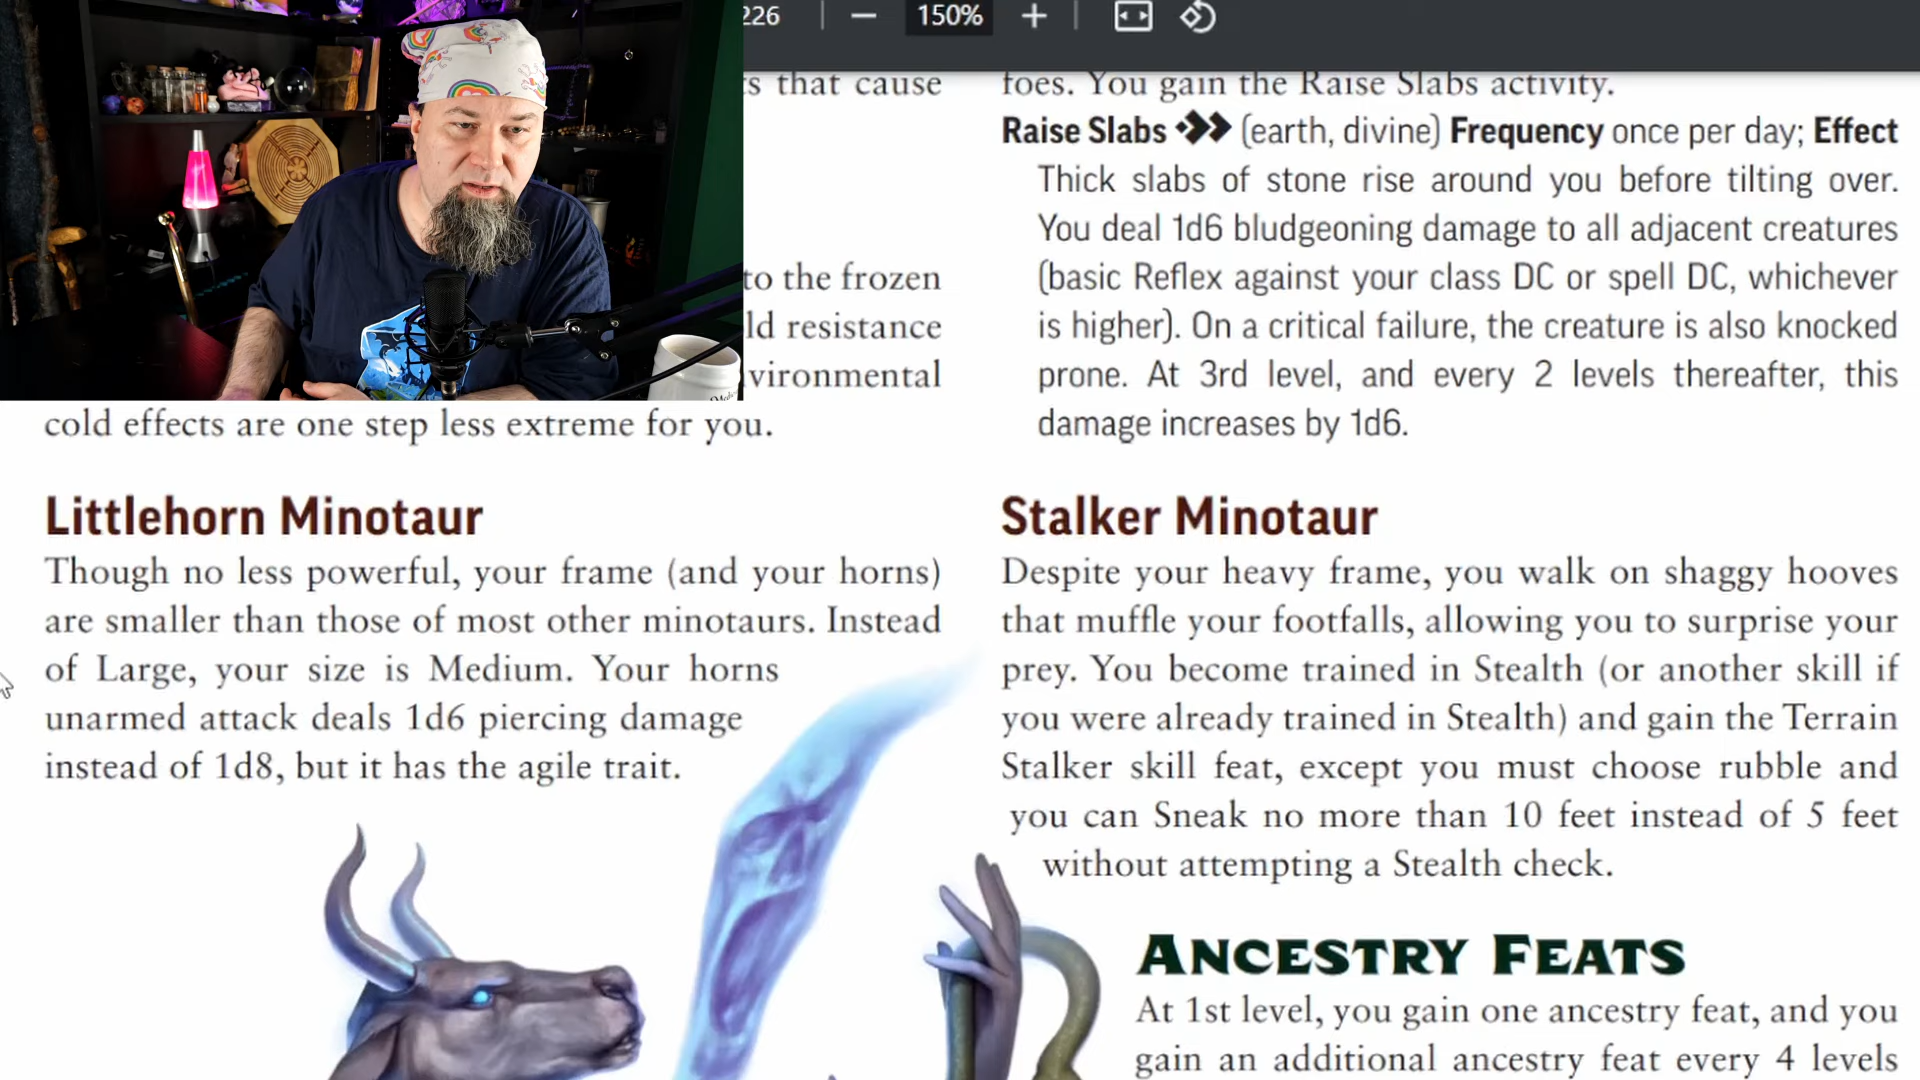 226
150%
s that cause
to the frozen
ld resistance
vironmental
cold effects are one step less extreme for you.
Littlehorn Minotaur
Though no less powerful, your frame (and your horns)
are smaller than those of most other minotaurs. Instead
of Large, your size is Medium. Your horns
unarmed attack deals 1d6 piercing damage
instead of 1d8, but it has the agile trait.
foes. You gain the Raise Slabs activity.
Raise Slabs (earth, divine) Frequency once per day; Effect
Thick slabs of stone rise around you before tilting over.
You deal 1d6 bludgeoning damage to all adjacent creatures
(basic Reflex against your class DC or spell DC, whichever
is higher). On a critical failure, the creature is also knocked
prone. At 3rd level, and every 2 levels thereafter, this
damage increases by 1d6.
Stalker Minotaur
Despite your heavy frame, you walk on shaggy hooves
that muffle your footfalls, allowing you to surprise your
prey. You become trained in Stealth (or another skill if
you were already trained in Stealth) and gain the Terrain
Stalker skill feat, except you must choose rubble and
you can Sneak no more than 10 feet instead of 5 feet
without attempting a Stealth check.
ANCESTRY FEATS
At 1st level, you gain one ancestry feat, and you
gain an additional ancestry feat every 4 levels